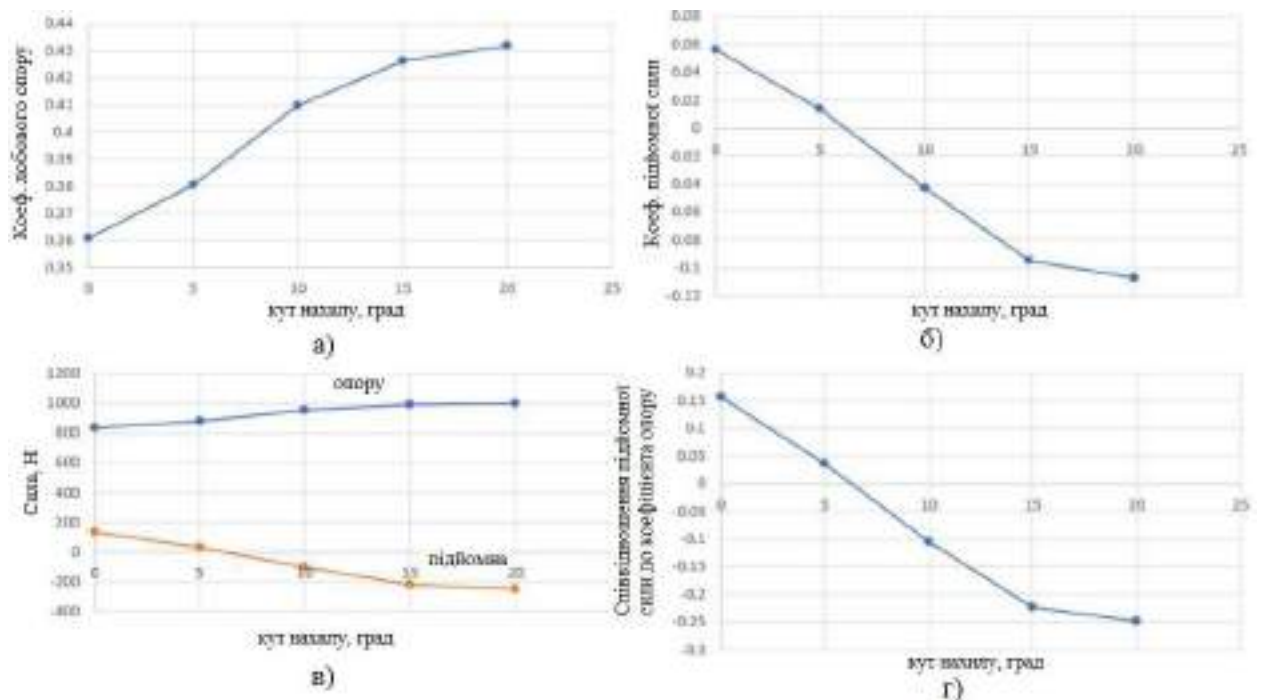 Коеф. лобового опору
0.44
0.43
0.42
0.41
0.4
0.39
0.38
0.37
0.36
0.35
0 5 10 15 20 25
кут нахилу, град
а)
Коеф. підйомної сили
0.08
0.06
0.04
0.02
0
-0.02
-0.04
-0.06
-0.08
-0.1
-0.12
0 5 10 15 20 25
кут нахилу, град
б)
Сила, Н
1200
1000
800
600
400
200
0
-200
-400
опору
підйомна
0 5 10 15 20
кут нахилу, град
в)
Співвідношення підйомної
сили до коефіцієнта опору
0.2
0.15
0.1
0.05
0
-0.05
-0.1
-0.15
-0.2
-0.25
-0.3
0 5 10 15 20 25
кут нахилу, град
г)